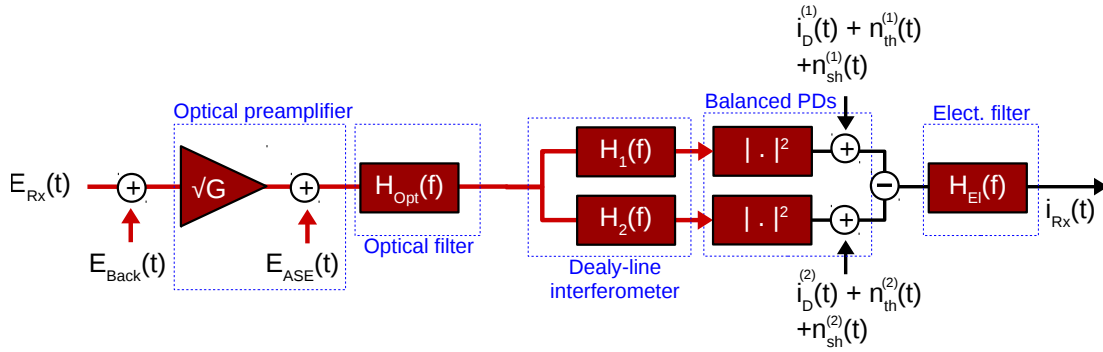 i_D^(1)(t) + n_th^(1)(t)
+n_sh^(1)(t)
Optical preamplifier
Balanced PDs
Elect. filter
E_Rx(t)
+
√G
+
H_Opt(f)
H_1(f)
| . |²
+
H_2(f)
| . |²
+
−
H_El(f)
i_Rx(t)
E_Back(t)
E_ASE(t)
Optical filter
Dealy-line
interferometer
i_D^(2)(t) + n_th^(2)(t)
+n_sh^(2)(t)